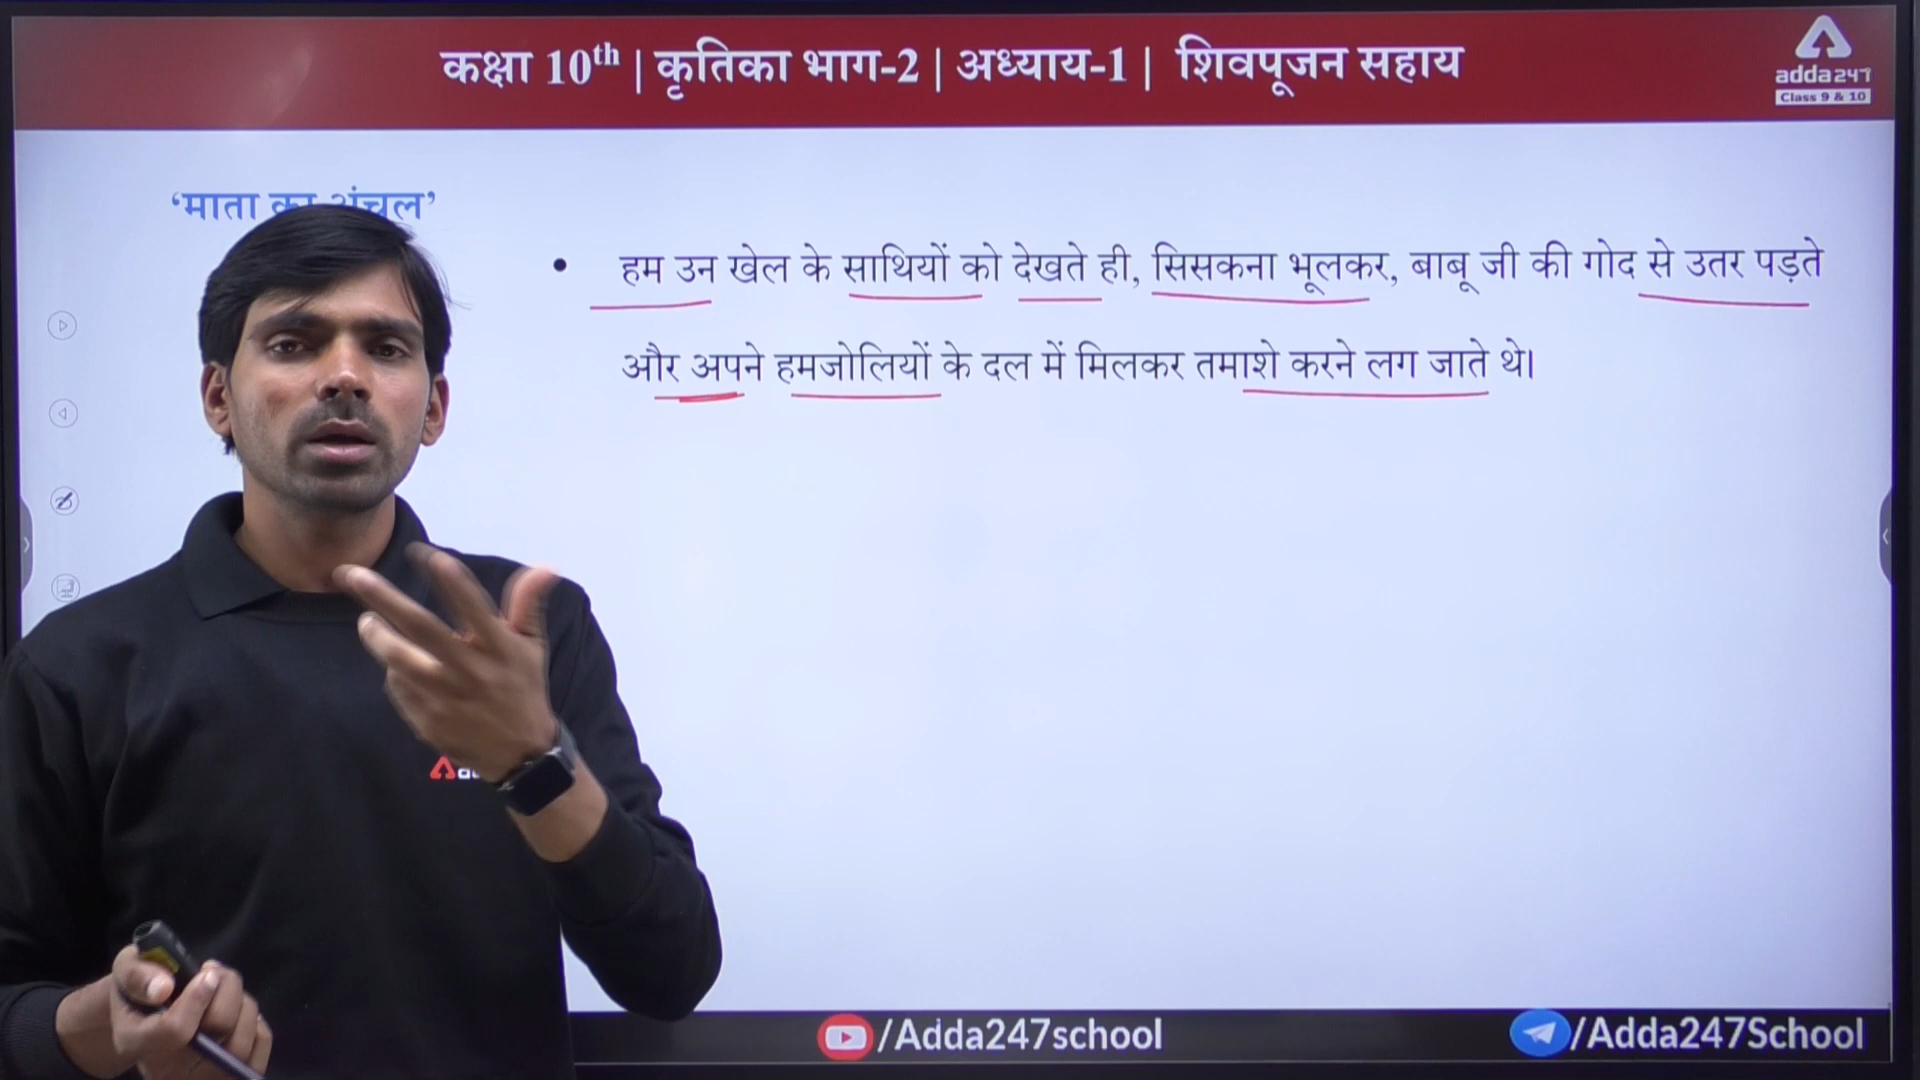 कक्षा 10th | कृतिका भाग-2 | अध्याय-1 | शिवपूजन सहाय
adda247
Class 9 & 10
‘माता का अंचल’
• हम उन खेल के साथियों को देखते ही, सिसकना भूलकर, बाबू जी की गोद से उतर पड़ते
और अपने हमजोलियों के दल में मिलकर तमाशे करने लग जाते थे।
/Adda247school
/Adda247School